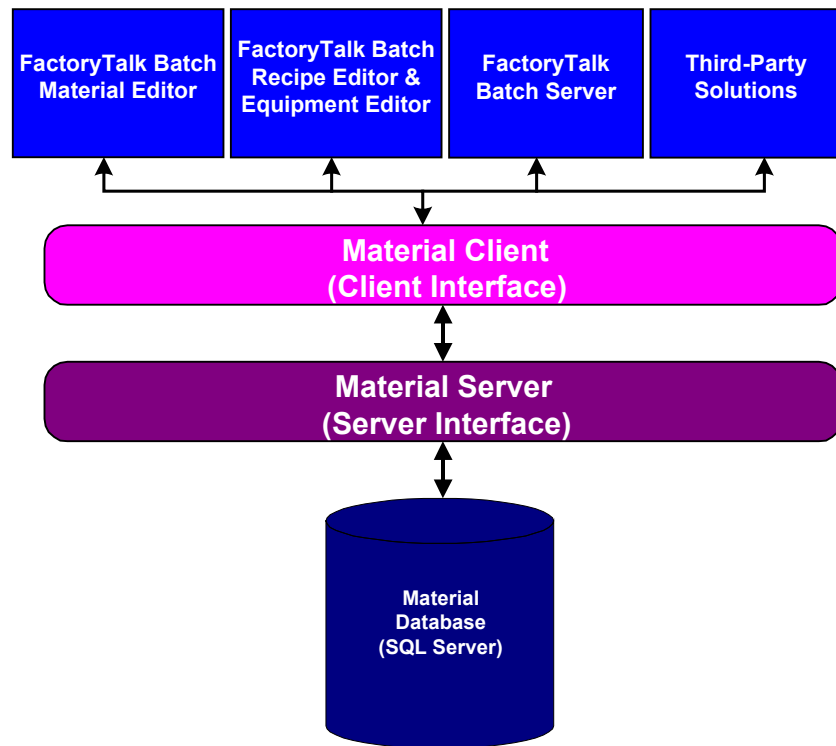 FactoryTalk Batch
Material Editor
FactoryTalk Batch
Recipe Editor &
Equipment Editor
FactoryTalk
Batch Server
Third-Party
Solutions
Material Client
(Client Interface)
Material Server
(Server Interface)
Material
Database
(SQL Server)